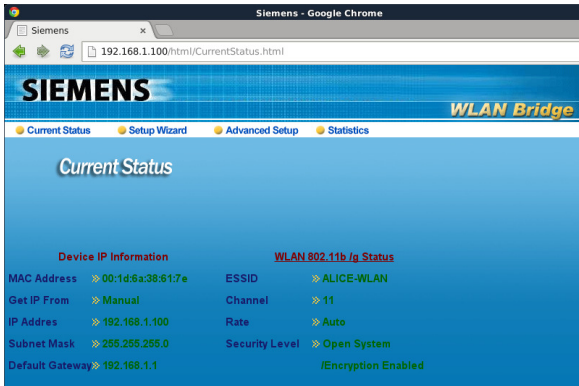 Siemens - Google Chrome
Siemens
192.168.1.100/html/CurrentStatus.html
SIEMENS
WLAN Bridge
Current Status Setup Wizard Advanced Setup Statistics
Current Status
Device IP Information WLAN 802.11b /g Status
MAC Address 00:1d:6a:38:61:7e ESSID ALICE-WLAN
Get IP From Manual Channel 11
IP Addres 192.168.1.100 Rate Auto
Subnet Mask 255.255.255.0 Security Level Open System
Default Gateway 192.168.1.1 /Encryption Enabled